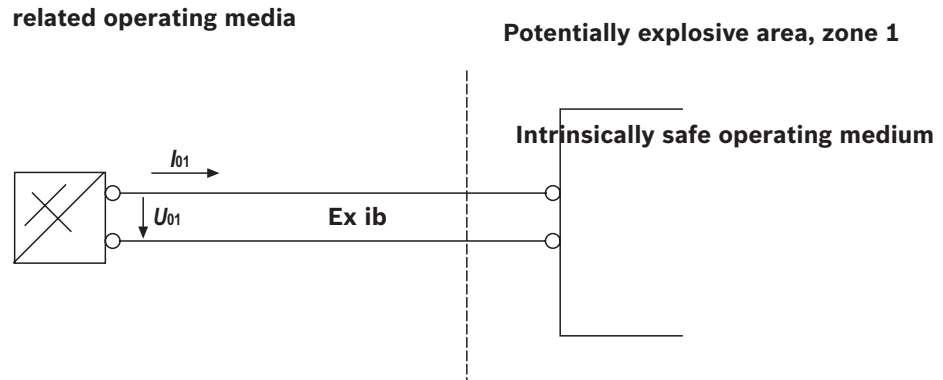 related operating media
Potentially explosive area, zone 1
Intrinsically safe operating medium
I01
U01
Ex ib